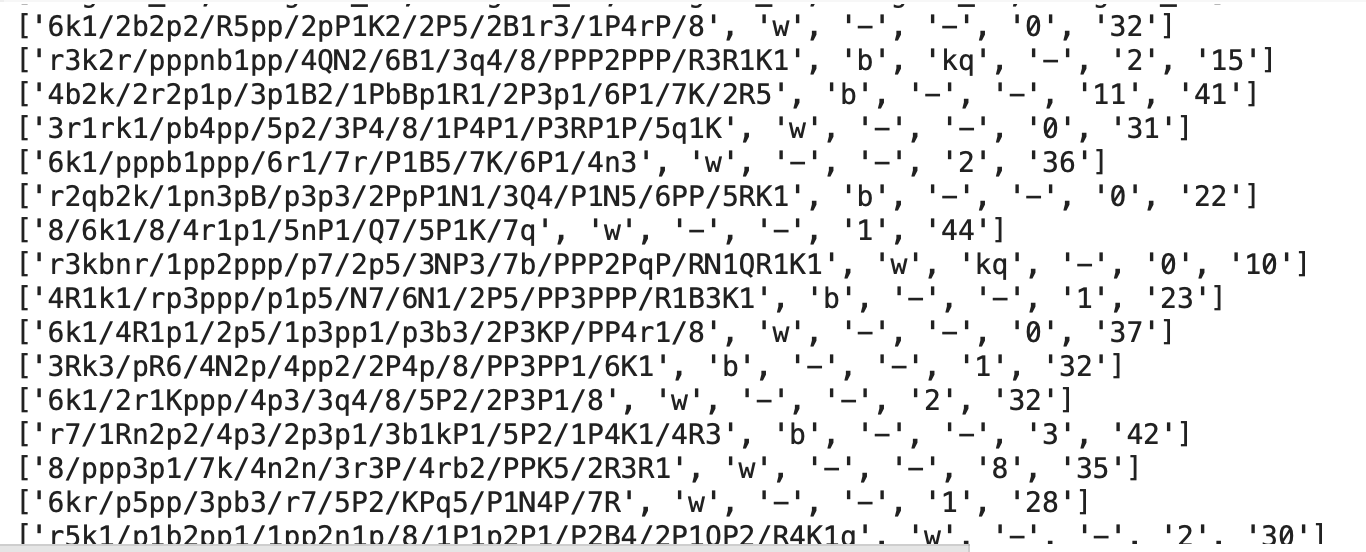 ['6k1/2b2p2/R5pp/2pP1K2/2P5/2B1r3/1P4rP/8', 'w', '-', '-', '0', '32']
['r3k2r/pppnb1pp/4QN2/6B1/3q4/8/PPP2PPP/R3R1K1', 'b', 'kq', '-', '2', '15']
['4b2k/2r2p1p/3p1B2/1PbBp1R1/2P3p1/6P1/7K/2R5', 'b', '-', '-', '11', '41']
['3r1rk1/pb4pp/5p2/3P4/8/1P4P1/P3RP1P/5q1K', 'w', '-', '-', '0', '31']
['6k1/pppb1ppp/6r1/7r/P1B5/7K/6P1/4n3', 'w', '-', '-', '2', '36']
['r2qb2k/1pn3pB/p3p3/2PpP1N1/3Q4/P1N5/6PP/5RK1', 'b', '-', '-', '0', '22']
['8/6k1/8/4r1p1/5nP1/Q7/5P1K/7q', 'w', '-', '-', '1', '44']
['r3kbnr/1pp2ppp/p7/2p5/3NP3/7b/PPP2PqP/RN1QR1K1', 'w', 'kq', '-', '0', '10']
['4R1k1/rp3ppp/p1p5/N7/6N1/2P5/PP3PPP/R1B3K1', 'b', '-', '-', '1', '23']
['6k1/4R1p1/2p5/1p3pp1/p3b3/2P3KP/PP4r1/8', 'w', '-', '-', '0', '37']
['3Rk3/pR6/4N2p/4pp2/2P4p/8/PP3PP1/6K1', 'b', '-', '-', '1', '32']
['6k1/2r1Kppp/4p3/3q4/8/5P2/2P3P1/8', 'w', '-', '-', '2', '32']
['r7/1Rn2p2/4p3/2p3p1/3b1kP1/5P2/1P4K1/4R3', 'b', '-', '-', '3', '42']
['8/ppp3p1/7k/4n2n/3r3P/4rb2/PPK5/2R3R1', 'w', '-', '-', '8', '35']
['6kr/p5pp/3pb3/r7/5P2/KPq5/P1N4P/7R', 'w', '-', '-', '1', '28']
['r5k1/p1b2pp1/1pp2n1p/8/1P1p2P1/P2B4/2P1QP2/R4K1q', 'w', '-', '-', '2', '30']